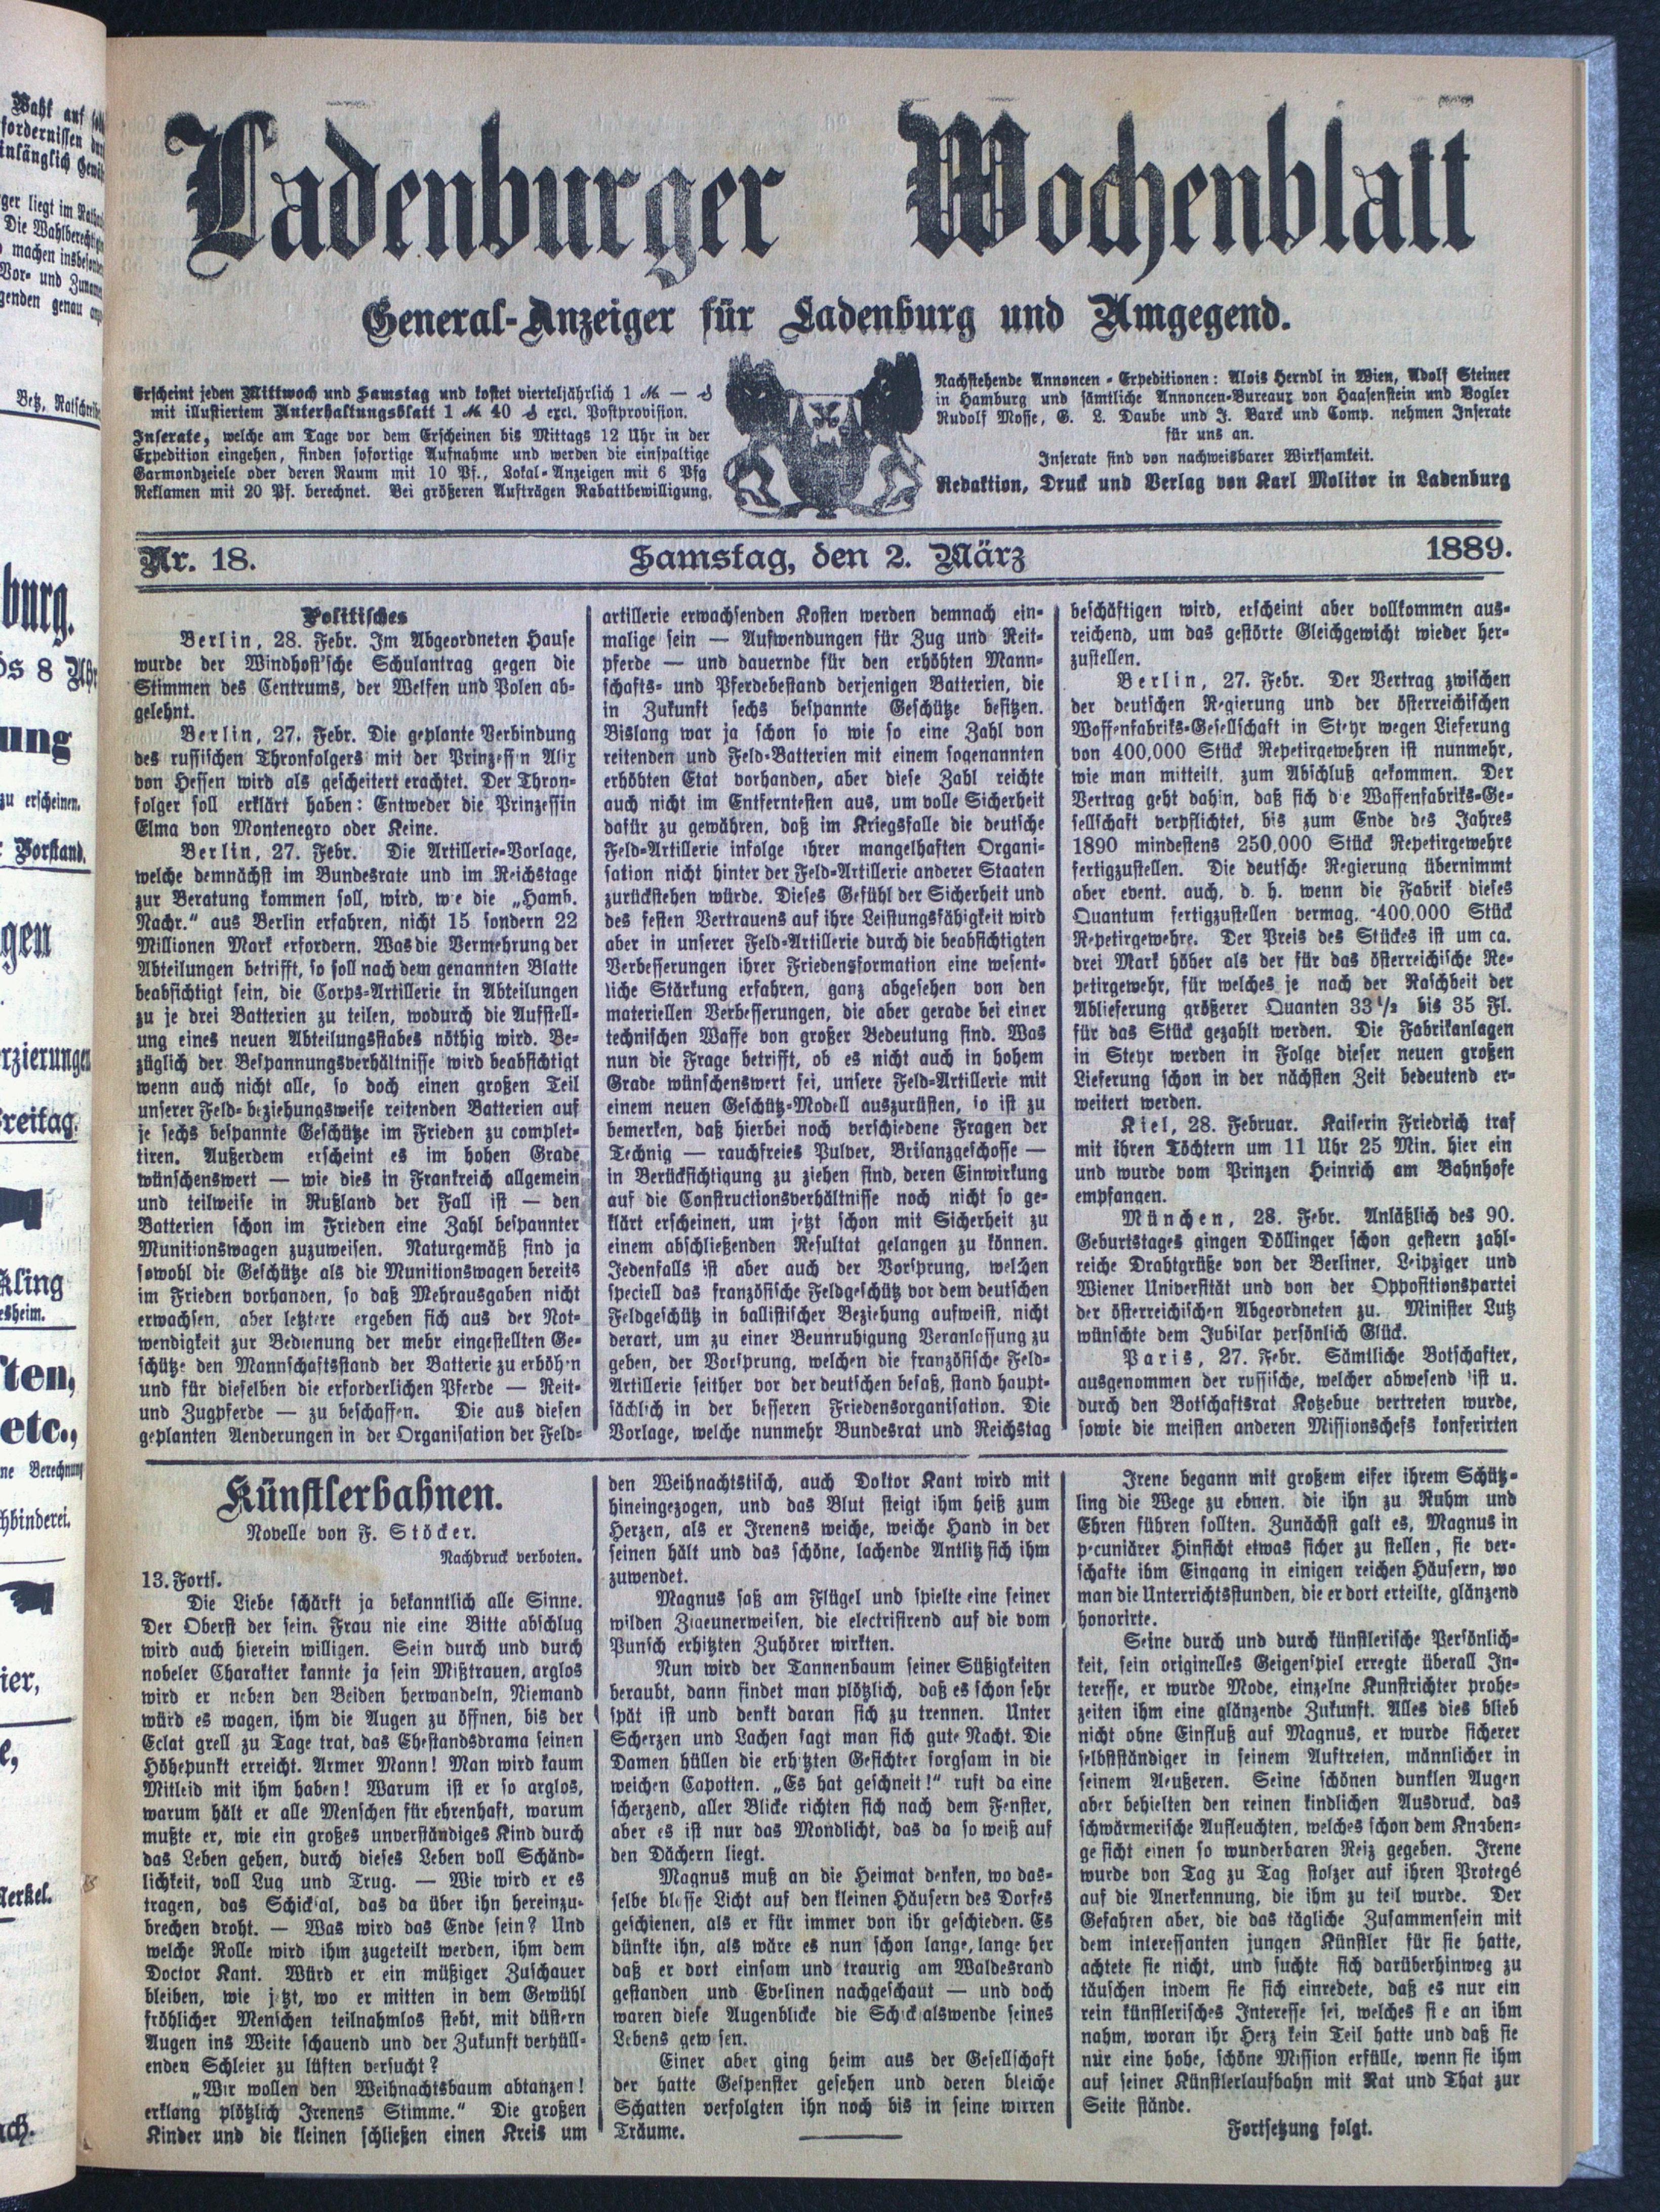 Ladenburger Wochenblatt
General-Anzeiger für Ladenburg und Umgegend.
Erscheint jeden Mittwoch und Samstag und kostet vierteljährlich 1 ℳ — ₰
mit illustriertem Unterhaltungsblatt 1 ℳ 40 ₰ excl. Postprovision.
Inserate, welche am Tage vor dem Erscheinen bis Mittags 12 Uhr in der
Expedition eingehen, finden sofortige Aufnahme und werden die einspaltige
Garmondzeiele oder deren Raum mit 10 Pf., Lokal-Anzeigen mit 6 Pfg
Reklamen mit 20 Pf. berechnet. Bei größeren Aufträgen Rabattbewilligung.
Nachstehende Annoncen-Expeditionen: Alois Herndl in Wien, Adolf Steiner
in Hamburg und sämtliche Annoncen-Bureaux von Haasenstein und Vogler
Rudolf Mosse, G. L. Daube und J. Barck und Comp. nehmen Inserate
für uns an.
Inserate sind von nachweisbarer Wirksamkeit.
Redaktion, Druck und Verlag von Karl Molitor in Ladenburg
Nr. 18. Samstag, den 2. März 1889.
Politisches
Berlin, 28. Febr. Im Abgeordneten Hause
wurde der Windhost'sche Schulantrag gegen die
Stimmen des Centrums, der Welfen und Polen ab-
gelehnt.
Berlin, 27. Febr. Die geplante Verbindung
des russischen Thronfolgers mit der Prinzessin Alix
von Hessen wird als gescheitert erachtet. Der Thron-
folger soll erklärt haben: Entweder die Prinzessin
Elma von Montenegro oder Keine.
Berlin, 27. Febr. Die Artillerie-Vorlage,
welche demnächst im Bundesrate und im Reichstage
zur Beratung kommen soll, wird, wie die „Hamb.
Nachr.“ aus Berlin erfahren, nicht 15 sondern 22
Millionen Mark erfordern. Was die Vermehrung der
Abteilungen betrifft, so soll nach dem genannten Blatte
beabsichtigt sein, die Corps-Artillerie in Abteilungen
zu je drei Batterien zu teilen, wodurch die Aufstell-
ung eines neuen Abteilungsstabes nöthig wird. Be-
züglich der Bespannungsverhältnisse wird beabsichtigt
wenn auch nicht alle, so doch einen großen Teil
unserer Feld- beziehungsweise reitenden Batterien auf
je sechs bespannte Geschütze im Frieden zu complet-
tiren. Außerdem erscheint es im hohen Grade
wünschenswert — wie dies in Frankreich allgemein
und teilweise in Rußland der Fall ist — den
Batterien schon im Frieden eine Zahl bespannter
Munitionswagen zuzuweisen. Naturgemäß sind ja
sowohl die Geschütze als die Munitionswagen bereits
im Frieden vorhanden, so daß Mehrausgaben nicht
erwachsen, aber letztere ergeben sich aus der Not-
wendigkeit zur Bedienung der mehr eingestellten Ge-
schütze den Mannschaftsstand der Batterie zu erhöhen
und für dieselben die erforderlichen Pferde — Reit-
und Zugpferde — zu beschaffen. Die aus diesen
geplanten Aenderungen in der Organisation der Feld-
artillerie erwachsenden Kosten werden demnach ein-
malige sein — Aufwendungen für Zug und Reit-
pferde — und dauernde für den erhöhten Mann-
schafts- und Pferdebestand derjenigen Batterien, die
in Zukunft sechs bespannte Geschütze besitzen.
Bislang war ja schon so wie so eine Zahl von
reitenden und Feld-Batterien mit einem sogenannten
erhöhten Etat vorhanden, aber diese Zahl reichte
auch nicht im Entferntesten aus, um volle Sicherheit
dafür zu gewähren, daß im Kriegsfalle die deutsche
Feld-Artillerie infolge ihrer mangelhaften Organi-
sation nicht hinter der Feld-Artillerie anderer Staaten
zurückstehen würde. Dieses Gefühl der Sicherheit und
des festen Vertrauens auf ihre Leistungsfähigkeit wird
aber in unserer Feld-Artillerie durch die beabsichtigten
Verbesserungen ihrer Friedensformation eine wesent-
liche Stärkung erfahren, ganz abgesehen von den
materiellen Verbesserungen, die aber gerade bei einer
technischen Waffe von großer Bedeutung sind. Was
nun die Frage betrifft, ob es nicht auch in hohem
Grade wünschenswert sei, unsere Feld-Artillerie mit
einem neuen Geschütz-Modell auszurüsten, so ist zu
bemerken, daß hierbei noch verschiedene Fragen der
Technig — rauchfreies Pulver, Brisanzgeschosse —
in Berücksichtigung zu ziehen sind, deren Einwirkung
auf die Constructionsverhältnisse noch nicht so ge-
klärt erscheinen, um jetzt schon mit Sicherheit zu
einem abschließenden Resultat gelangen zu können.
Jedenfalls ist aber auch der Vorsprung, welchen
speciell das französische Feldgeschütz vor dem deutschen
Feldgeschütz in ballistischer Beziehung aufweist, nicht
derart, um zu einer Beunruhigung Veranlassung zu
geben, der Vorsprung, welchen die französische Feld-
Artillerie seither vor der deutschen besaß, stand haupt-
sächlich in der besseren Friedensorganisation. Die
Vorlage, welche nunmehr Bundesrat und Reichstag
beschäftigen wird, erscheint aber vollkommen aus-
reichend, um das gestörte Gleichgewicht wieder her-
zustellen.
Berlin, 27. Febr. Der Vertrag zwischen
der deutschen Regierung und der österreichischen
Waffenfabriks-Gesellschaft in Steyr wegen Lieferung
von 400,000 Stück Repetirgewehren ist nunmehr,
wie man mitteilt, zum Abschluß gekommen. Der
Vertrag geht dahin, daß sich die Waffenfabriks-Ge-
sellschaft verpflichtet, bis zum Ende des Jahres
1890 mindestens 250,000 Stück Repetirgewehre
fertigzustellen. Die deutsche Regierung übernimmt
aber event. auch, d. h. wenn die Fabrik dieses
Quantum fertigzustellen vermag, 400,000 Stück
Repetirgewehre. Der Preis des Stückes ist um ca.
drei Mark höher als der für das österreichische Re-
petirgewehr, für welches je nach der Raschheit der
Ablieferung größerer Quanten 33 1/2 bis 35 Fl.
für das Stück gezahlt werden. Die Fabrikanlagen
in Steyr werden in Folge dieser neuen großen
Lieferung schon in der nächsten Zeit bedeutend er-
weitert werden.
Kiel, 28. Februar. Kaiserin Friedrich traf
mit ihren Töchtern um 11 Uhr 25 Min. hier ein
und wurde vom Prinzen Heinrich am Bahnhofe
empfangen.
München, 28. Febr. Anläßlich des 90.
Geburtstages gingen Döllinger schon gestern zahl-
reiche Drahtgrüße von der Berliner, Leipziger und
Wiener Universität und von der Oppositionspartei
der österreichischen Abgeordneten zu. Minister Lutz
wünschte dem Jubilar persönlich Glück.
Paris, 27. Febr. Sämtliche Botschafter,
ausgenommen der russische, welcher abwesend ist u.
durch den Botschaftsrat Kotzebue vertreten wurde,
sowie die meisten anderen Missionschefs konferirten
Künstlerbahnen.
Novelle von F. Stöcker.
Nachdruck verboten.
13. Forts.
Die Liebe schärft ja bekanntlich alle Sinne.
Der Oberst der seine Frau nie eine Bitte abschlug
wird auch hierein willigen. Sein durch und durch
nobeler Charakter kannte ja sein Mißtrauen, arglos
wird er neben den Beiden herwandeln, Niemand
würd es wagen, ihm die Augen zu öffnen, bis der
Eclat grell zu Tage trat, das Ehestandsdrama seinen
Höhepunkt erreicht. Armer Mann! Man wird kaum
Mitleid mit ihm haben! Warum ist er so arglos,
warum hält er alle Menschen für ehrenhaft, warum
mußte er, wie ein großes unverständiges Kind durch
das Leben gehen, durch dieses Leben voll Schänd-
lichkeit, voll Lug und Trug. — Wie wird er es
tragen, das Schicksal, das da über ihn hereinzu-
brechen droht. — Was wird das Ende sein? Und
welche Rolle wird ihm zugeteilt werden, ihm dem
Doctor Kant. Würd er ein müßiger Zuschauer
bleiben, wie jetzt, wo er mitten in dem Gewühl
fröhlicher Menschen teilnahmlos steht, mit düstern
Augen ins Weite schauend und der Zukunft verhüll-
enden Schleier zu lüften versucht?
„Wir wollen den Weihnachtsbaum abtanzen!
erklang plötzlich Irenens Stimme.“ Die großen
Kinder und die kleinen schließen einen Kreis um
den Weihnachtstisch, auch Doktor Kant wird mit
hineingezogen, und das Blut steigt ihm heiß zum
Herzen, als er Irenens weiche, weiche Hand in der
seinen hält und das schöne, lachende Antlitz sich ihm
zuwendet.
Magnus saß am Flügel und spielte eine seiner
wilden Zigeunerweisen, die electrisirend auf die vom
Punsch erhitzten Zuhörer wirkten.
Nun wird der Tannenbaum seiner Süßigkeiten
beraubt, dann findet man plötzlich, daß es schon sehr
spät ist und denkt daran sich zu trennen. Unter
Scherzen und Lachen sagt man sich gute Nacht. Die
Damen hüllen die erhitzten Gesichter sorgsam in die
weichen Capotten. „Es hat geschneit!“ ruft da eine
scherzend, aller Blicke richten sich nach dem Fenster,
aber es ist nur das Mondlicht, das da so weiß auf
den Dächern liegt.
Magnus muß an die Heimat denken, wo das-
selbe blasse Licht auf den kleinen Häusern des Dorfes
geschienen, als er für immer von ihr geschieden. Es
dünkte ihn, als wäre es nun schon lange, lange her
daß er dort einsam und traurig am Waldesrand
gestanden und Evelinen nachgeschaut — und doch
waren diese Augenblicke die Schicksalswende seines
Lebens gewesen.
Einer aber ging heim aus der Gesellschaft
der hatte Gespenster gesehen und deren bleiche
Schatten verfolgten ihn noch bis in seine wirren
Träume.
Irene begann mit großem eifer ihrem Schütz-
ling die Wege zu ebnen, die ihn zu Ruhm und
Ehren führen sollten. Zunächst galt es, Magnus in
pecuniärer Hinsicht etwas sicher zu stellen, sie ver-
schafte ihm Eingang in einigen reichen Häusern, wo
man die Unterrichtsstunden, die er dort erteilte, glänzend
honorirte.
Seine durch und durch künstlerische Persönlich-
keit, sein originelles Geigenspiel erregte überall In-
teresse, er wurde Mode, einzelne Kunstrichter prohe-
zeiten ihm eine glänzende Zukunft. Alles dies blieb
nicht ohne Einfluß auf Magnus, er wurde sicherer
selbstständiger in seinem Auftreten, männlicher in
seinem Aeußeren. Seine schönen dunklen Augen
aber behielten den reinen kindlichen Ausdruck, das
schwärmerische Aufleuchten, welches schon dem Knaben-
gesicht einen so wunderbaren Reiz gegeben. Irene
wurde von Tag zu Tag stolzer auf ihren Protegé
auf die Anerkennung, die ihm zu teil wurde. Der
Gefahren aber, die das tägliche Zusammensein mit
dem interessanten jungen Künstler für sie hatte,
achtete sie nicht, und suchte sich darüberhinweg zu
täuschen indem sie sich einredete, daß es nur ein
rein künstlerisches Interesse sei, welches sie an ihm
nahm, woran ihr Herz kein Teil hatte und daß sie
nur eine hohe, schöne Mission erfülle, wenn sie ihm
auf seiner Künstlerlaufbahn mit Rat und That zur
Seite stände.
Fortsetzung folgt.